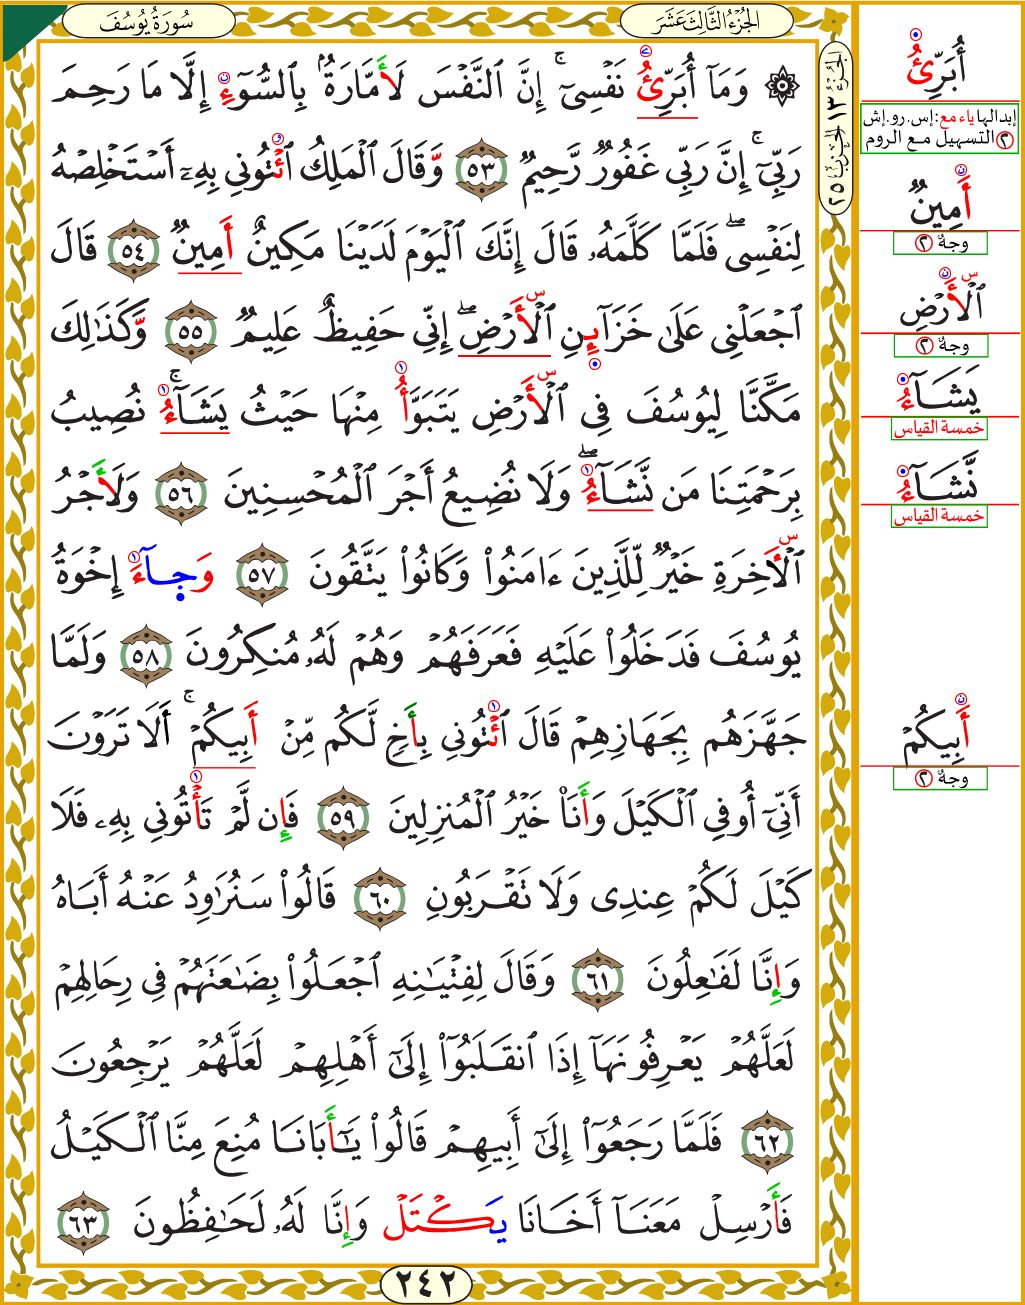 سُورَةُ يُوسُفَ
الجُزْءُ الثَّالِثَ عَشَرَ
۞ وَمَآ أُبَرِّئُ نَفْسِىٓ ۚ إِنَّ ٱلنَّفْسَ لَأَمَّارَةٌۢ بِٱلسُّوٓءِ إِلَّا مَا رَحِمَ
رَبِّىٓ ۚ إِنَّ رَبِّى غَفُورٌ رَّحِيمٌ ٥٣ وَقَالَ ٱلْمَلِكُ ٱئْتُونِى بِهِۦٓ أَسْتَخْلِصْهُ
لِنَفْسِى ۖ فَلَمَّا كَلَّمَهُۥ قَالَ إِنَّكَ ٱلْيَوْمَ لَدَيْنَا مَكِينٌ أَمِينٌ ٥٤ قَالَ
ٱجْعَلْنِى عَلَىٰ خَزَآئِنِ ٱلْأَرْضِ ۖ إِنِّى حَفِيظٌ عَلِيمٌ ٥٥ وَكَذَٰلِكَ
مَكَّنَّا لِيُوسُفَ فِى ٱلْأَرْضِ يَتَبَوَّأُ مِنْهَا حَيْثُ يَشَآءُ ۚ نُصِيبُ
بِرَحْمَتِنَا مَن نَّشَآءُ ۖ وَلَا نُضِيعُ أَجْرَ ٱلْمُحْسِنِينَ ٥٦ وَلَأَجْرُ
ٱلْأَخِرَةِ خَيْرٌ لِّلَّذِينَ ءَامَنُوا۟ وَكَانُوا۟ يَتَّقُونَ ٥٧ وَجَآءَ إِخْوَةُ
يُوسُفَ فَدَخَلُوا۟ عَلَيْهِ فَعَرَفَهُمْ وَهُمْ لَهُۥ مُنكِرُونَ ٥٨ وَلَمَّا
جَهَّزَهُم بِجَهَازِهِمْ قَالَ ٱئْتُونِى بِأَخٍ لَّكُم مِّنْ أَبِيكُمْ ۚ أَلَا تَرَوْنَ
أَنِّىٓ أُوفِى ٱلْكَيْلَ وَأَنَا۠ خَيْرُ ٱلْمُنزِلِينَ ٥٩ فَإِن لَّمْ تَأْتُونِى بِهِۦ فَلَا
كَيْلَ لَكُمْ عِندِى وَلَا تَقْرَبُونِ ٦٠ قَالُوا۟ سَنُرَٰوِدُ عَنْهُ أَبَاهُ
وَإِنَّا لَفَٰعِلُونَ ٦١ وَقَالَ لِفِتْيَٰنِهِ ٱجْعَلُوا۟ بِضَٰعَتَهُمْ فِى رِحَالِهِمْ
لَعَلَّهُمْ يَعْرِفُونَهَآ إِذَا ٱنقَلَبُوٓا۟ إِلَىٰٓ أَهْلِهِمْ لَعَلَّهُمْ يَرْجِعُونَ
٦٢ فَلَمَّا رَجَعُوٓا۟ إِلَىٰٓ أَبِيهِمْ قَالُوا۟ يَٰٓأَبَانَا مُنِعَ مِنَّا ٱلْكَيْلُ
فَأَرْسِلْ مَعَنَآ أَخَانَا يَكْتَلْ وَإِنَّا لَهُۥ لَحَٰفِظُونَ ٦٣
٢٤٢
الجزء ١٣ الحزب ٢٥
أُبَرِّئُ
إبدالها ياء مع: إس.رو.إش
٣ التسهيل مع الروم
أَمِينٌ
وجهٌ ٢
ٱلْأَرْضِ
وجهٌ ٢
يَشَآءُ
خمسة القياس
نَّشَآءُ
خمسة القياس
أَبِيكُمْ
وجهٌ ٢